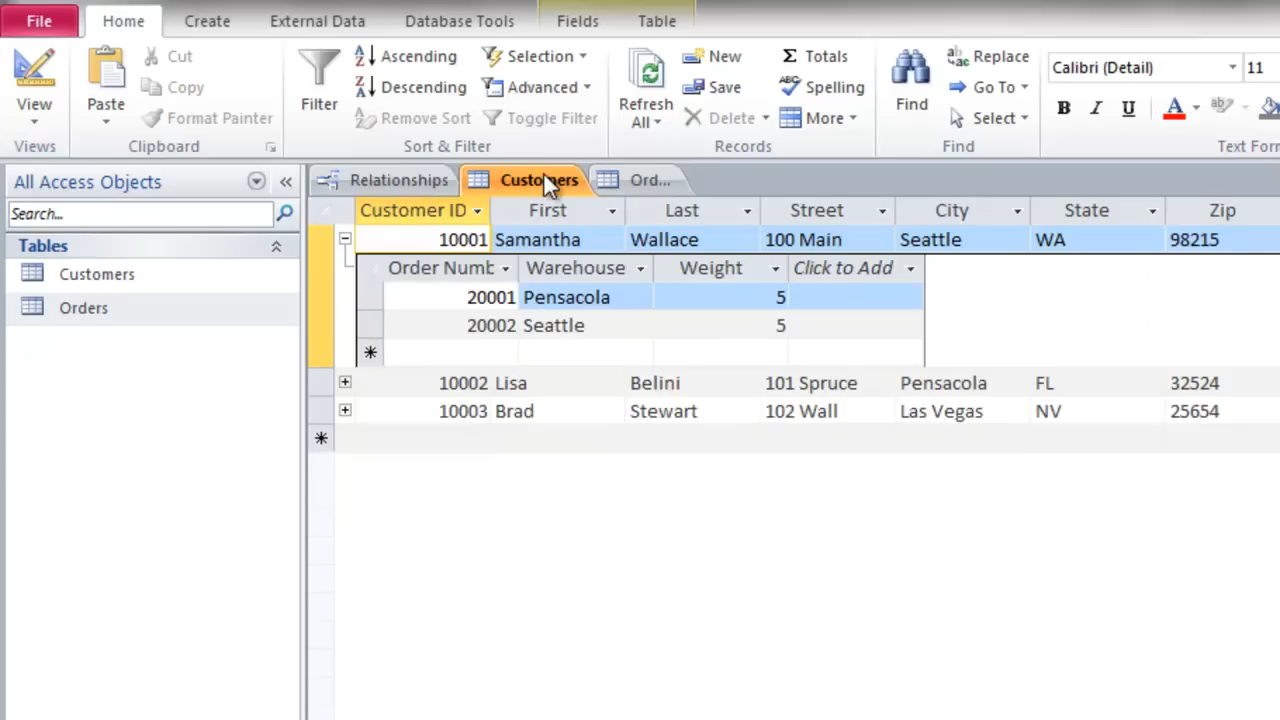 File Home Create External Data Database Tools Fields Table
View Paste Cut Copy Format Painter Filter Ascending Descending Remove Sort Selection Advanced Toggle Filter Refresh All New Save Delete Totals Spelling More Find Replace Go To Select Calibri (Detail) 11 B I U A ab
Views Clipboard Sort & Filter Records Find Text Form
All Access Objects « Relationships Customers Ord...
Search...
Tables
Customers
Orders
Customer ID First Last Street City State Zip
10001 Samantha Wallace 100 Main Seattle WA 98215
Order Numb Warehouse Weight Click to Add
20001 Pensacola 5
20002 Seattle 5
10002 Lisa Belini 101 Spruce Pensacola FL 32524
10003 Brad Stewart 102 Wall Las Vegas NV 25654